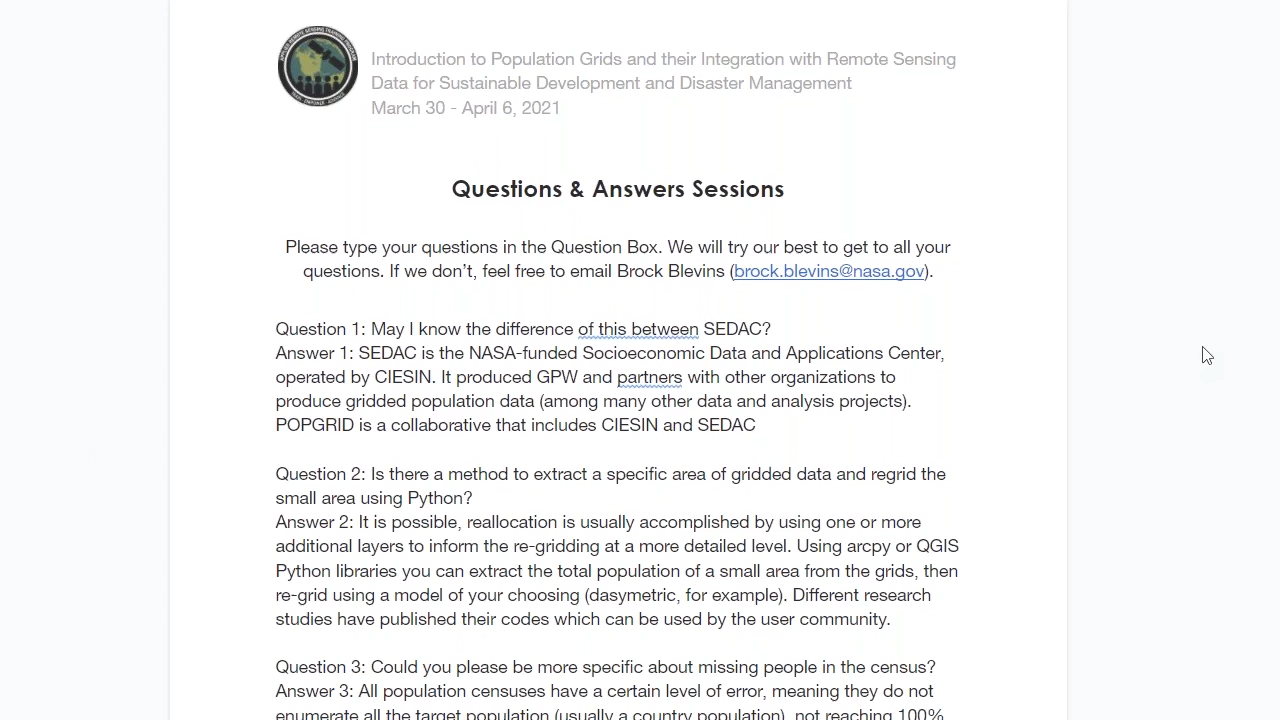 Introduction to Population Grids and their Integration with Remote Sensing
Data for Sustainable Development and Disaster Management
March 30 - April 6, 2021
Questions & Answers Sessions
Please type your questions in the Question Box. We will try our best to get to all your
questions. If we don’t, feel free to email Brock Blevins (brock.blevins@nasa.gov).
Question 1: May I know the difference of this between SEDAC?
Answer 1: SEDAC is the NASA-funded Socioeconomic Data and Applications Center,
operated by CIESIN. It produced GPW and partners with other organizations to
produce gridded population data (among many other data and analysis projects).
POPGRID is a collaborative that includes CIESIN and SEDAC
Question 2: Is there a method to extract a specific area of gridded data and regrid the
small area using Python?
Answer 2: It is possible, reallocation is usually accomplished by using one or more
additional layers to inform the re-gridding at a more detailed level. Using arcpy or QGIS
Python libraries you can extract the total population of a small area from the grids, then
re-grid using a model of your choosing (dasymetric, for example). Different research
studies have published their codes which can be used by the user community.
Question 3: Could you please be more specific about missing people in the census?
Answer 3: All population censuses have a certain level of error, meaning they do not
enumerate all the target population (usually a country population), not reaching 100%